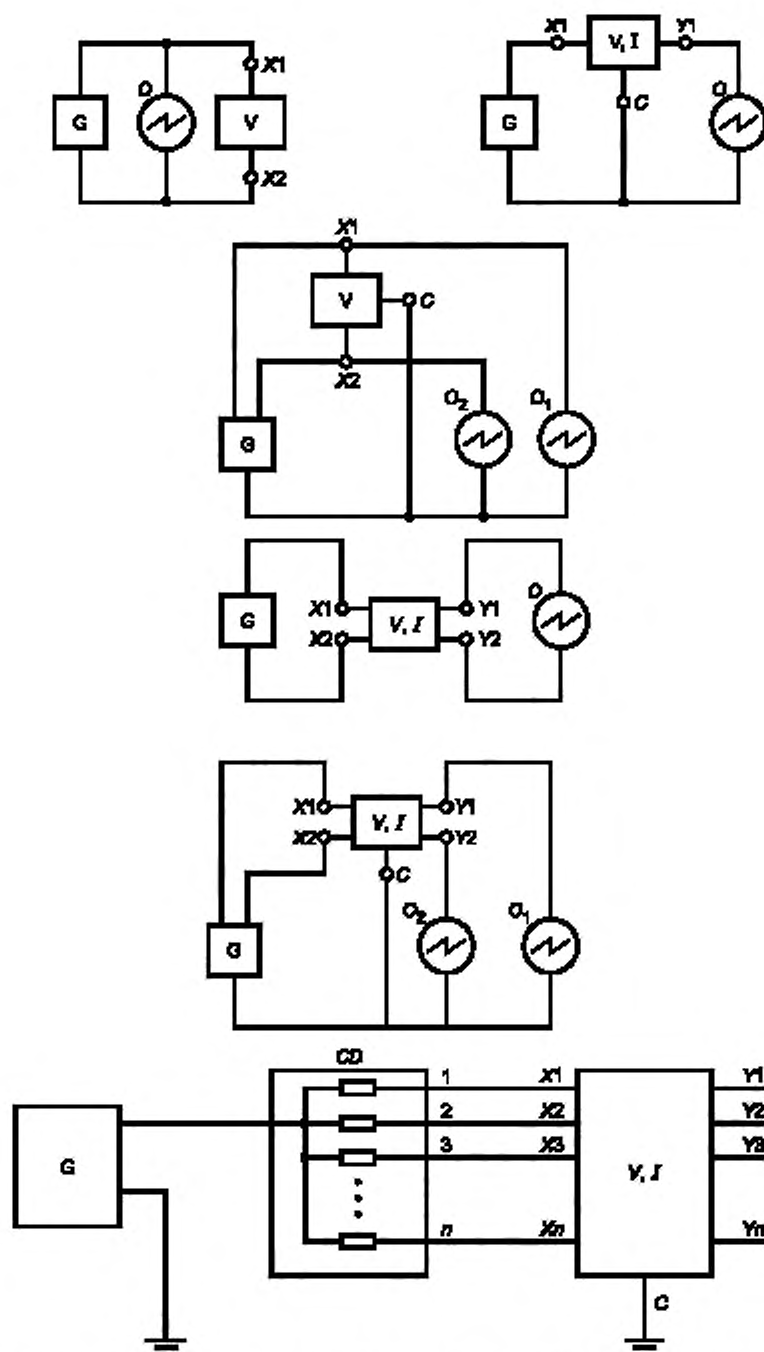 X1
O
G
V
X2
X1
V, I
Y1
G
C
O
X1
V
C
X2
O2
O1
G
X1
Y1
O
G
V, I
X2
Y2
X1
Y1
V, I
X2
Y2
C
O2
O1
G
CD
1 X1 Y1
2 X2 Y2
3 X3 Y3
G
V, I
n Xn Yn
C